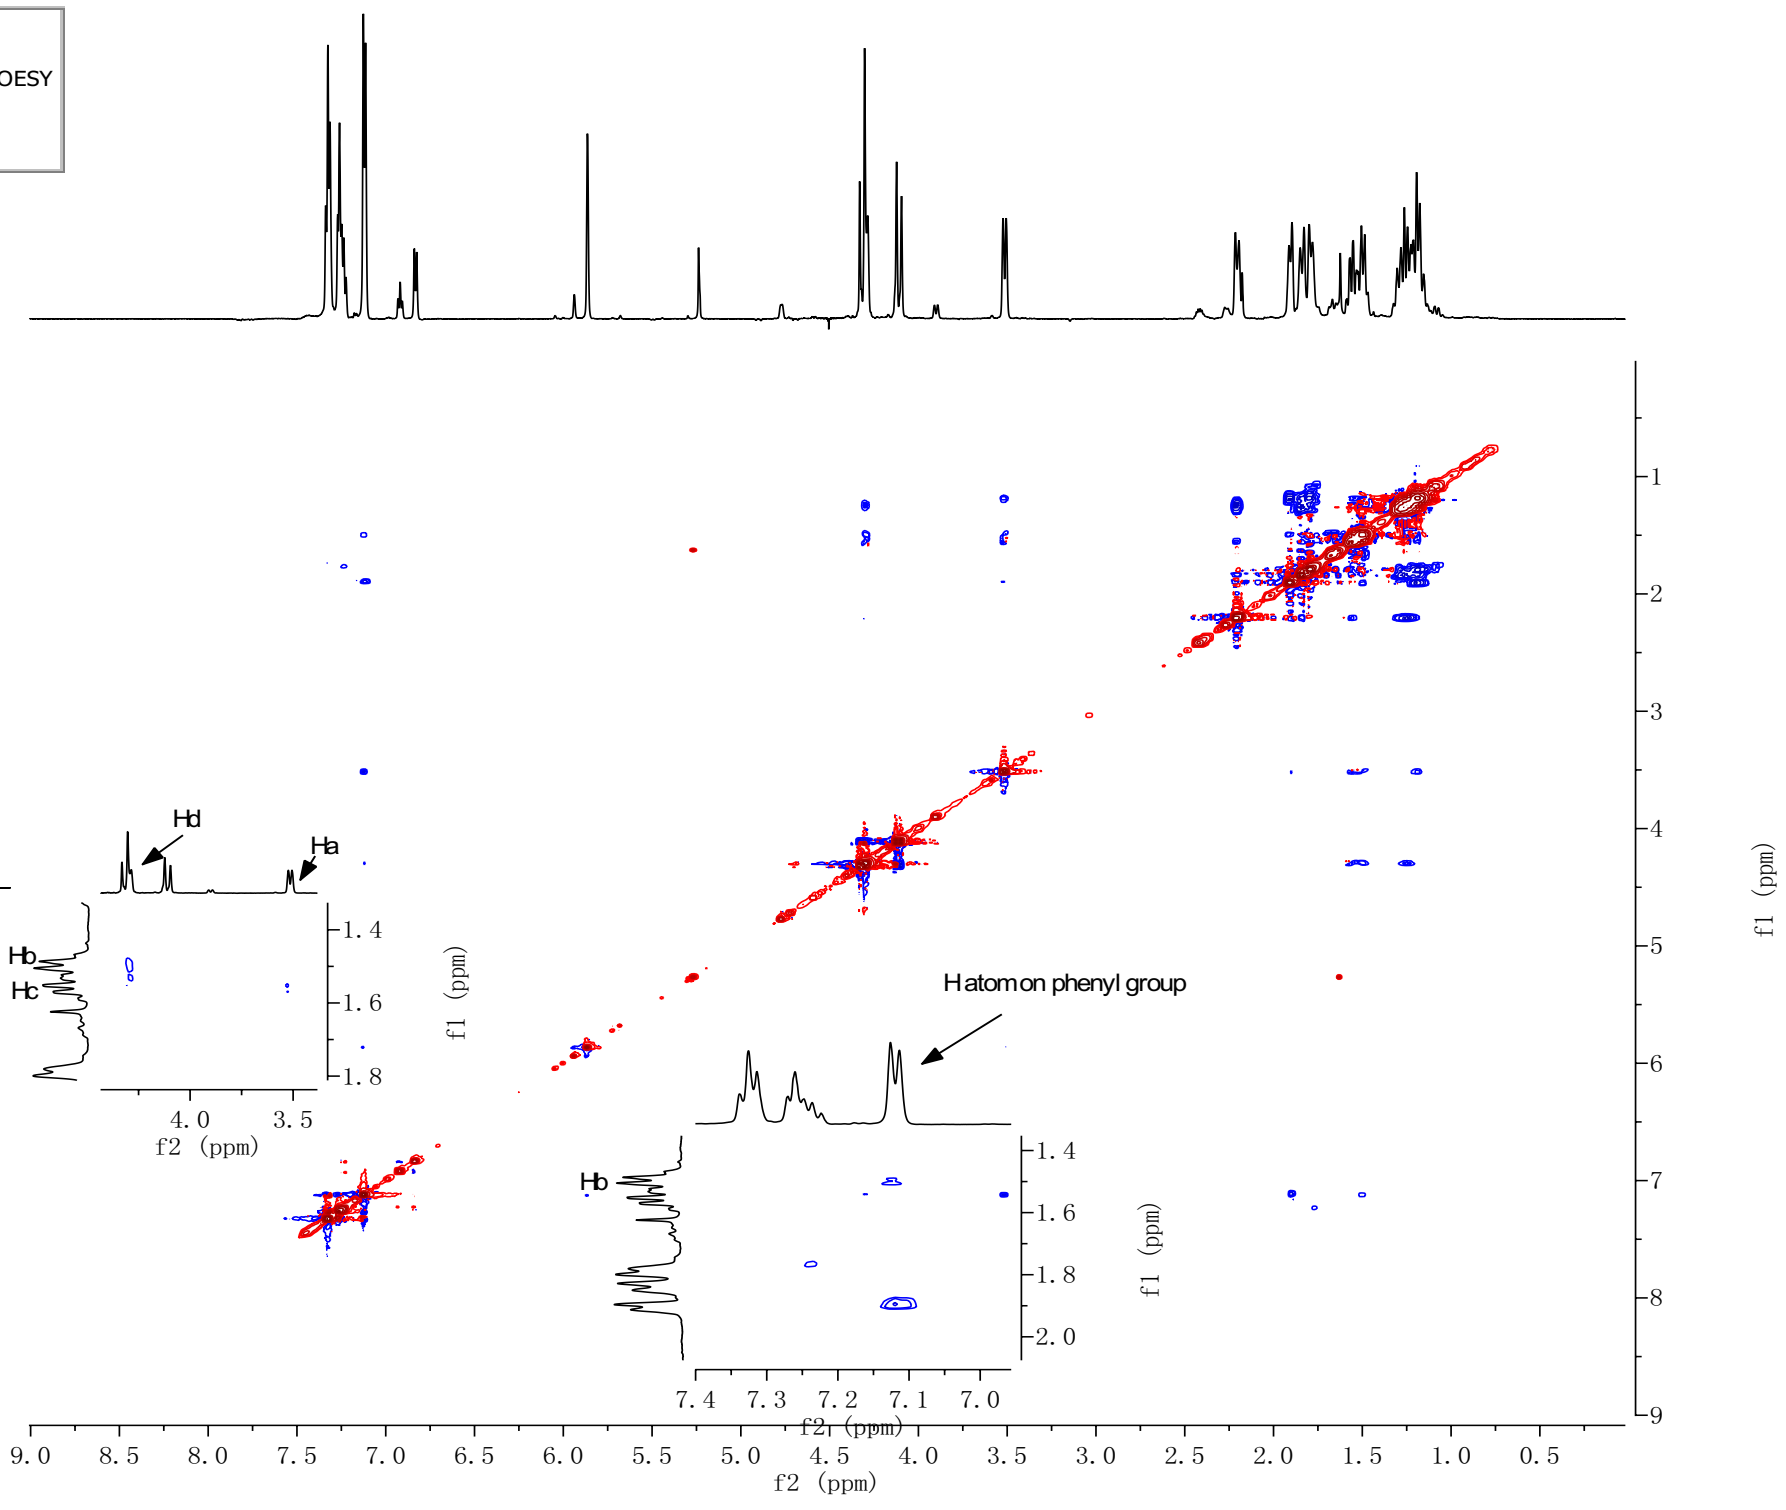 OESY
1
2
3
4
5
6
7
8
9
f1 (ppm)
Hd
Ha
Hb
Hc
1.4
1.6
1.8
f1 (ppm)
4.0 3.5
f2 (ppm)
H atom on phenyl group
Hb
1.4
1.6
1.8
2.0
f1 (ppm)
7.4 7.3 7.2 7.1 7.0
f2 (ppm)
9.0 8.5 8.0 7.5 7.0 6.5 6.0 5.5 5.0 4.5 4.0 3.5 3.0 2.5 2.0 1.5 1.0 0.5
f2 (ppm)